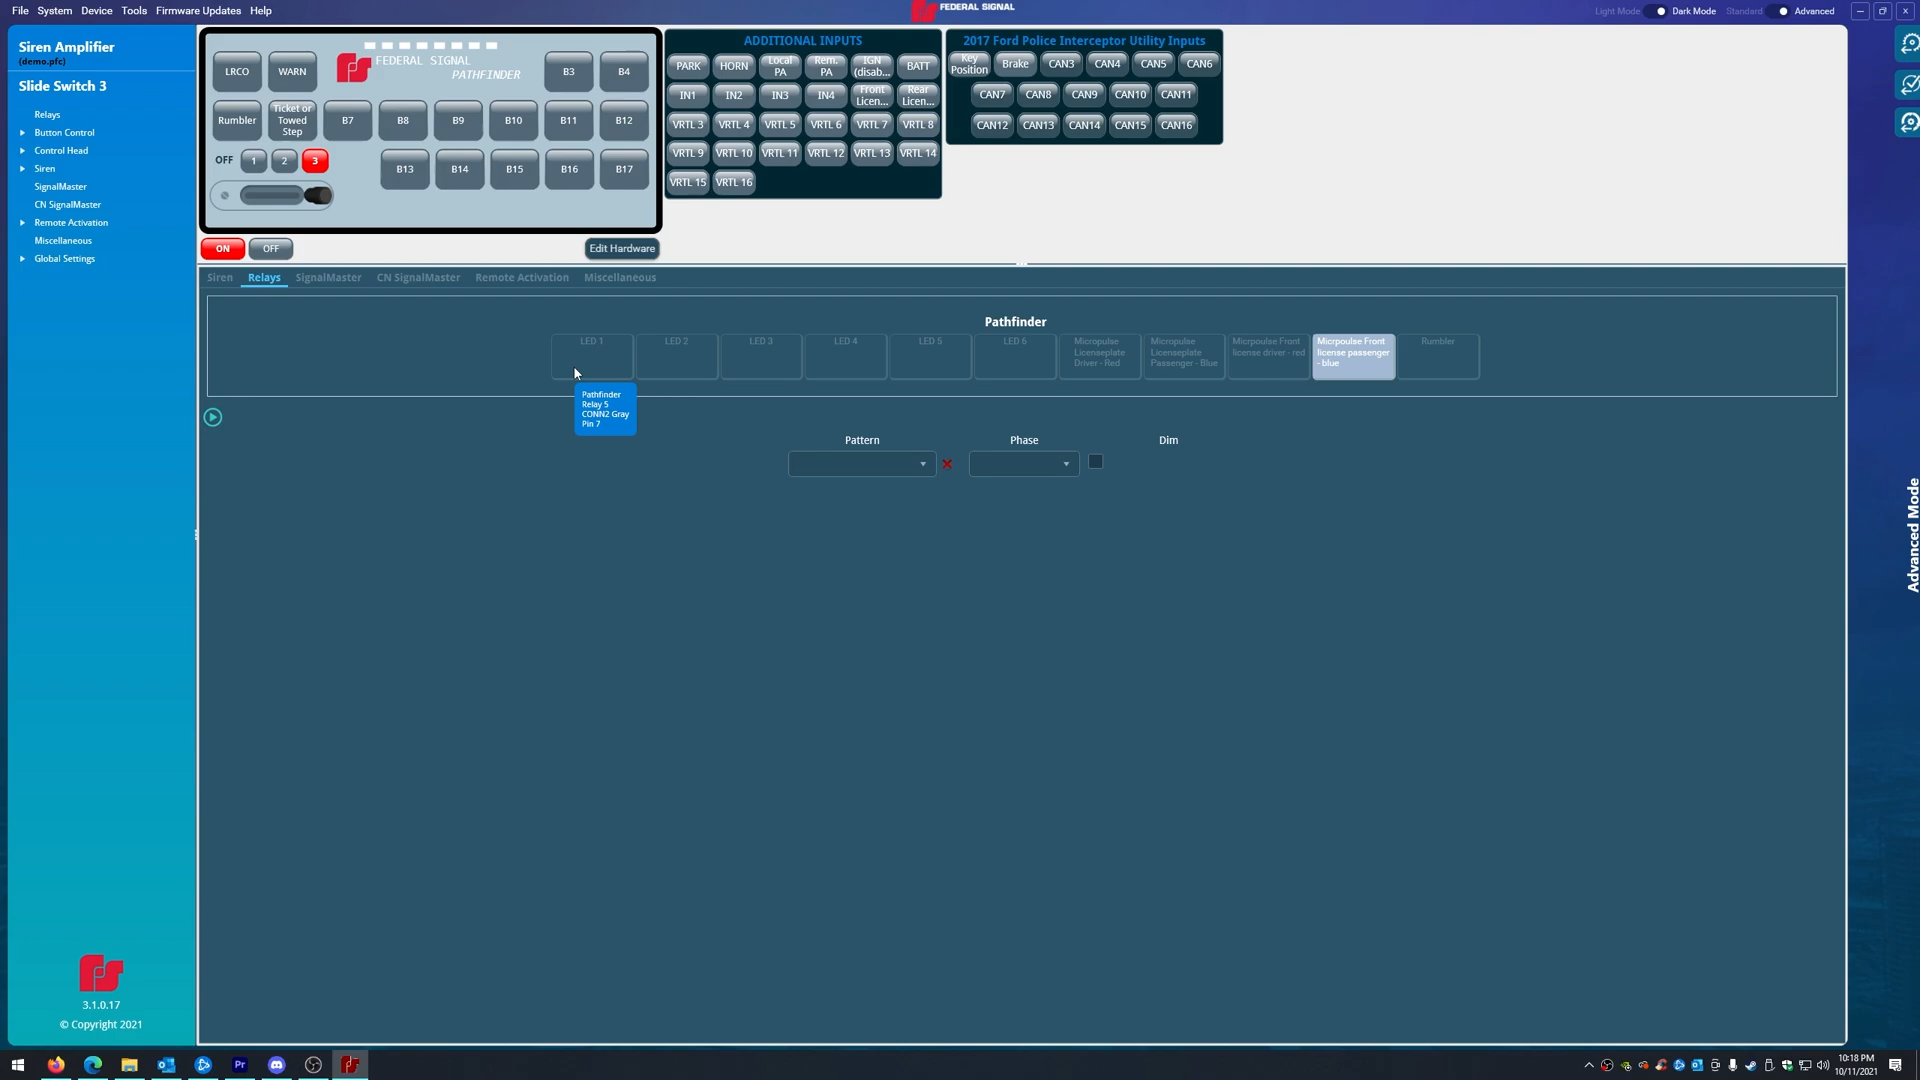 File System Device Tools Firmware Updates Help
FEDERAL SIGNAL
Light Mode Dark Mode Standard Advanced
Siren Amplifier
(demo.pfc)
Slide Switch 3
Relays
Button Control
Control Head
Siren
SignalMaster
CN SignalMaster
Remote Activation
Miscellaneous
Global Settings
3.1.0.17
© Copyright 2021
LRCO WARN
FEDERAL SIGNAL
PATHFINDER
B3 B4
Rumbler
Ticket or
Towed
Step
B7 B8 B9 B10 B11 B12
OFF 1 2 3
B13 B14 B15 B16 B17
ON OFF
Edit Hardware
ADDITIONAL INPUTS
PARK HORN
Local
PA
Rem.
PA
IGN
(disab...
BATT
IN1 IN2 IN3 IN4
Front
Licen...
Rear
Licen...
VRTL 3 VRTL 4 VRTL 5 VRTL 6 VRTL 7 VRTL 8
VRTL 9 VRTL 10 VRTL 11 VRTL 12 VRTL 13 VRTL 14
VRTL 15 VRTL 16
2017 Ford Police Interceptor Utility Inputs
Key
Position
Brake CAN3 CAN4 CAN5 CAN6
CAN7 CAN8 CAN9 CAN10 CAN11
CAN12 CAN13 CAN14 CAN15 CAN16
Siren Relays SignalMaster CN SignalMaster Remote Activation Miscellaneous
Pathfinder
LED 1 LED 2 LED 3 LED 4 LED 5 LED 6
Micropulse
Licenseplate
Driver - Red
Micropulse
Licenseplate
Passenger - Blue
Micrpoulse Front
license driver - red
Micrpoulse Front
license passenger
- blue
Rumbler
Pathfinder
Relay 5
CONN2 Gray
Pin 7
Pattern Phase Dim
Advanced Mode
Pr
10:18 PM
10/11/2021